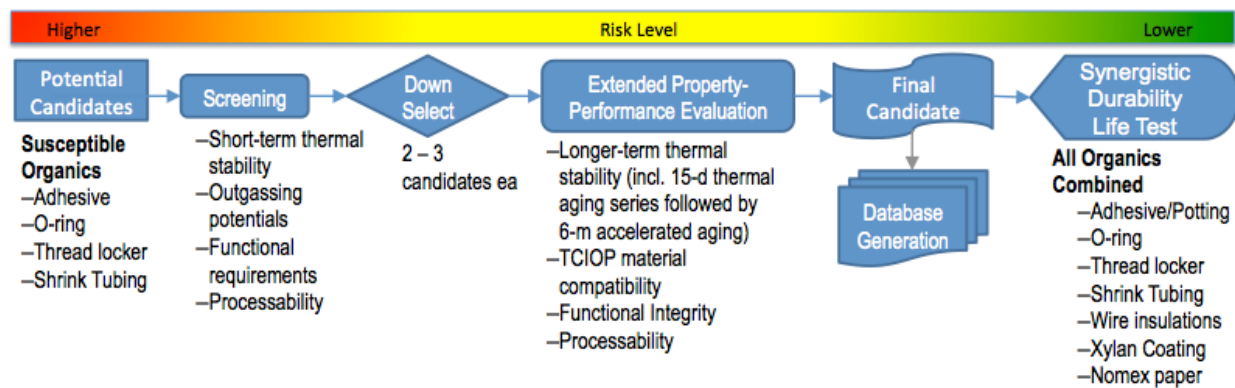 Higher
Risk Level
Lower
Potential
Candidates
Susceptible
Organics
–Adhesive
–O-ring
–Thread locker
–Shrink Tubing
Screening
–Short-term thermal
stability
–Outgassing
potentials
–Functional
requirements
–Processability
Down
Select
2 – 3
candidates ea
Extended Property-
Performance Evaluation
–Longer-term thermal
stability (incl. 15-d thermal
aging series followed by
6-m accelerated aging)
–TCIOP material
compatibility
–Functional Integrity
–Processability
Final
Candidate
Database
Generation
Synergistic
Durability
Life Test
All Organics
Combined
–Adhesive/Potting
–O-ring
–Thread locker
–Shrink Tubing
–Wire insulations
–Xylan Coating
–Nomex paper